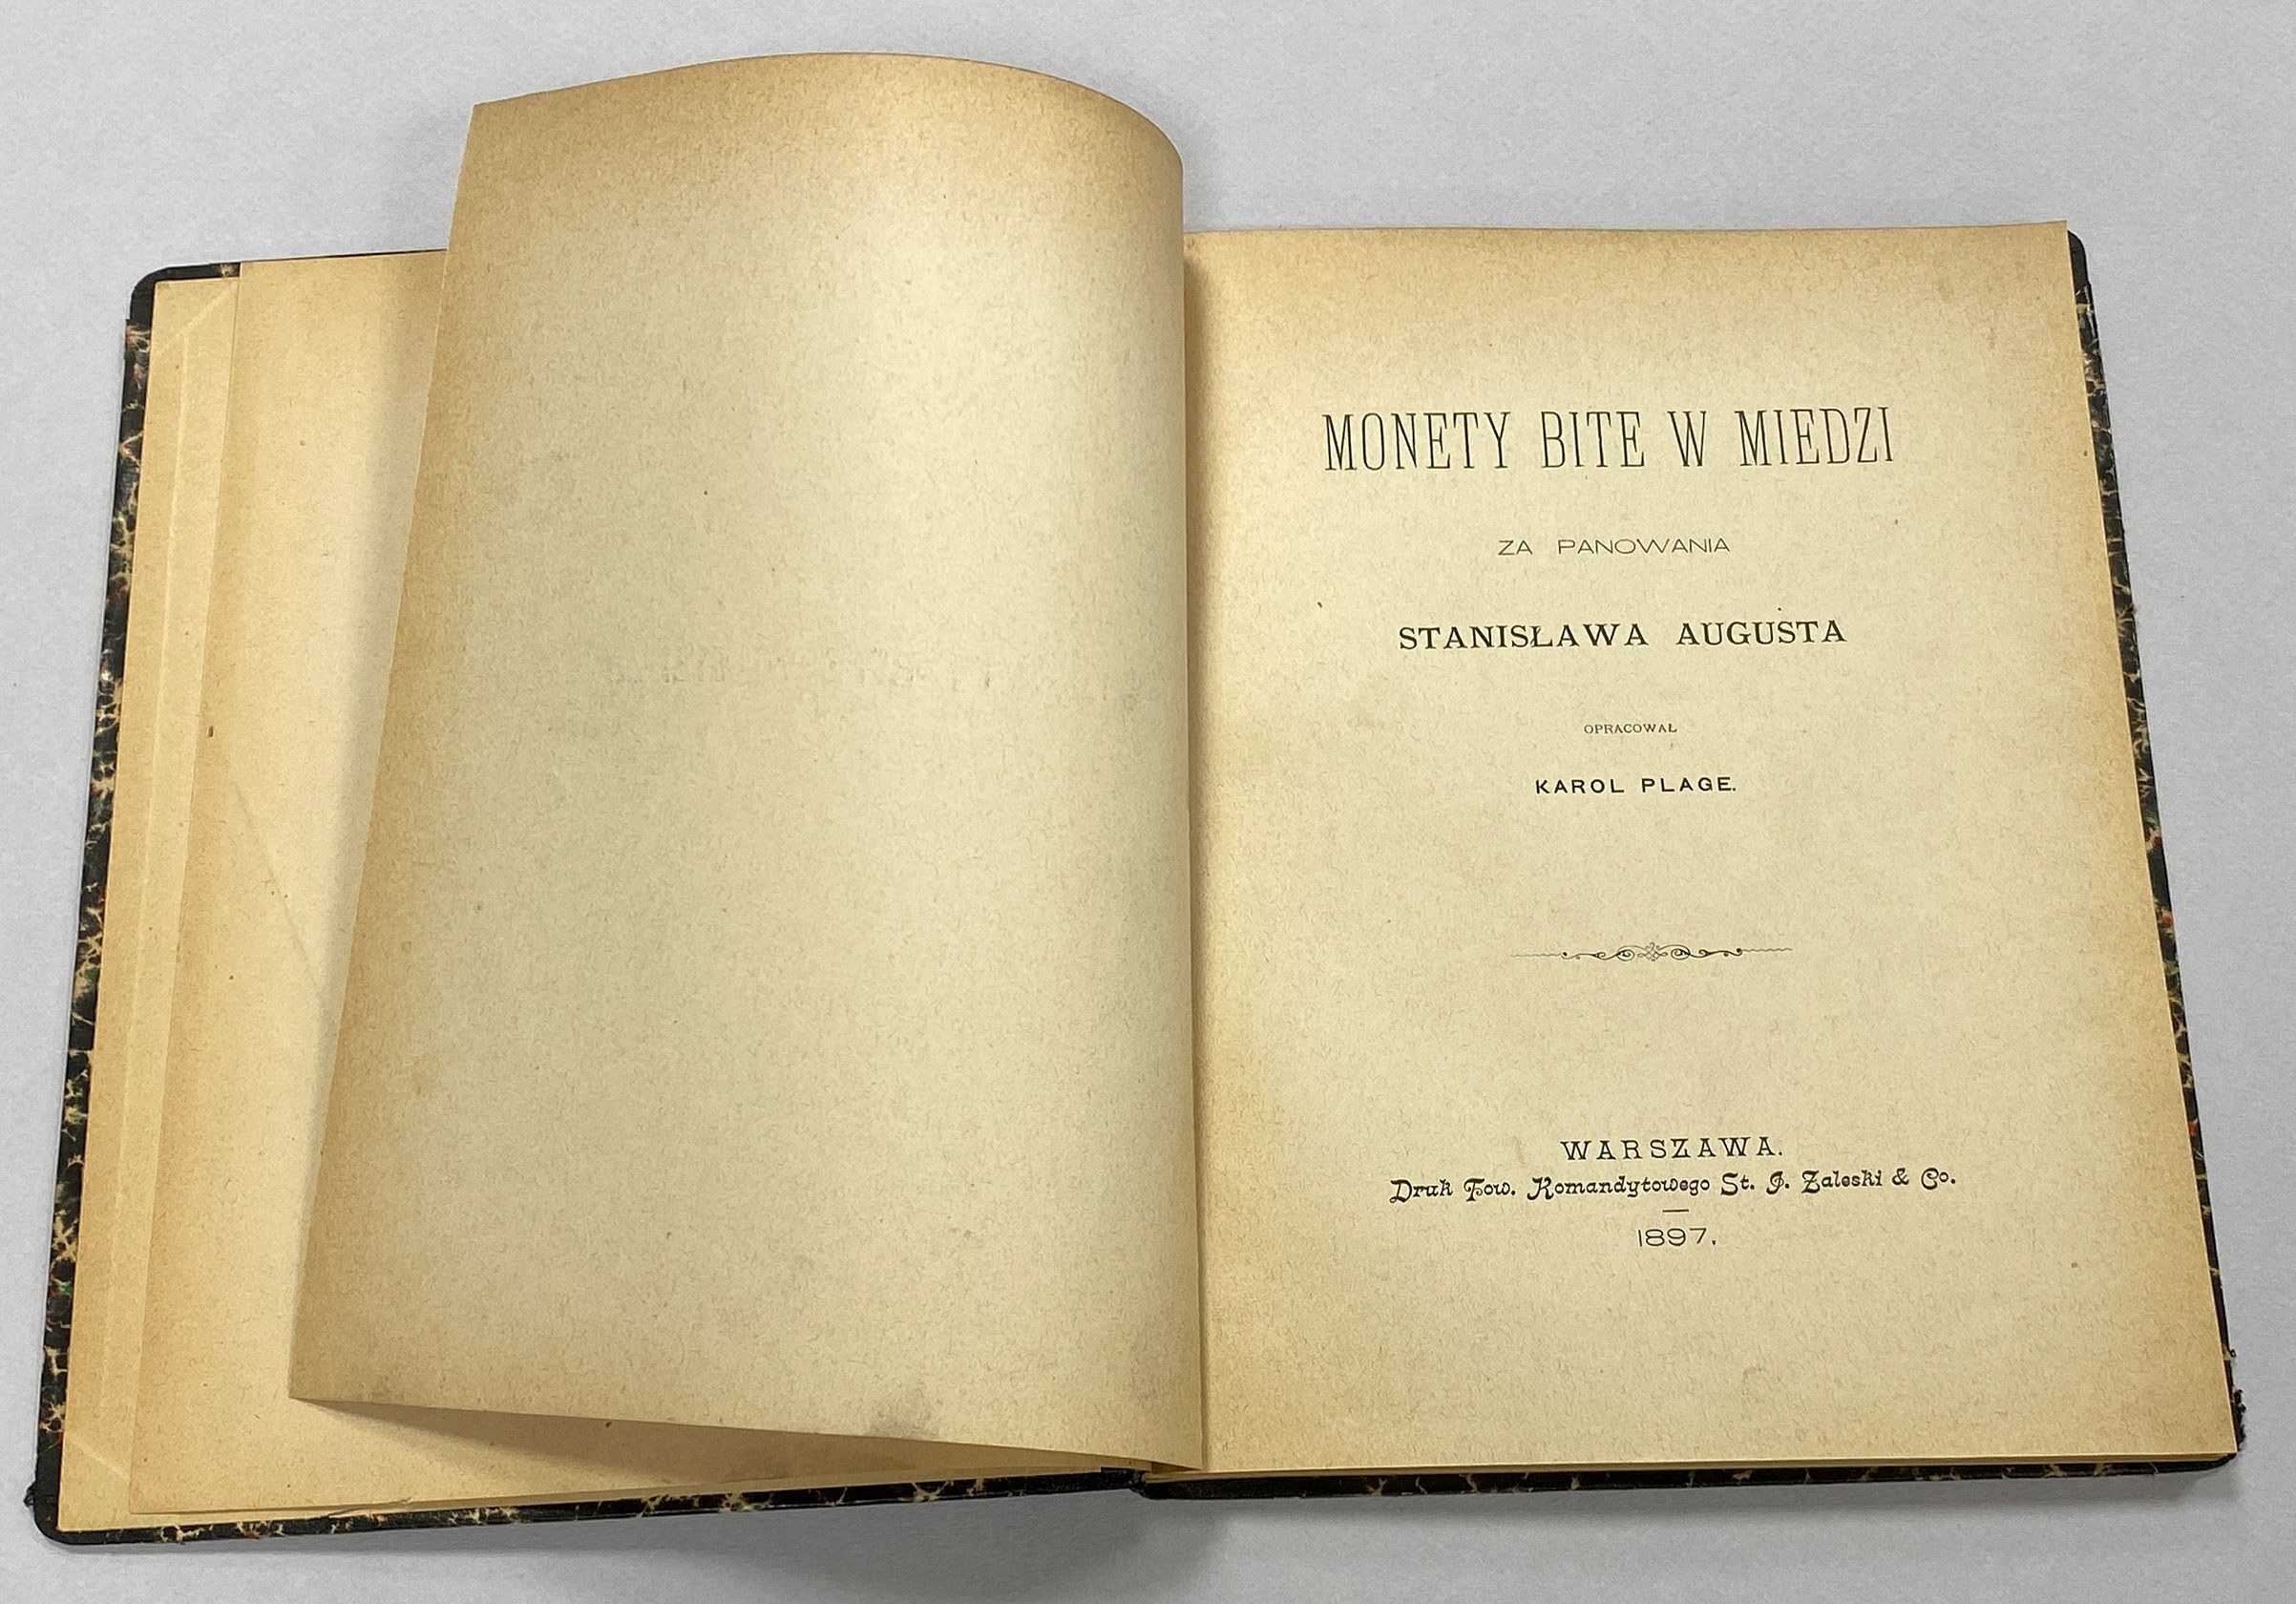 MONETY BITE W MIEDZI
ZA PANOWANIA
STANISŁAWA AUGUSTA
OPRACOWAŁ
KAROL PLAGE.
WARSZAWA.
Druk Tow. Komandytowego St. J. Zaleski & Co.
1897.